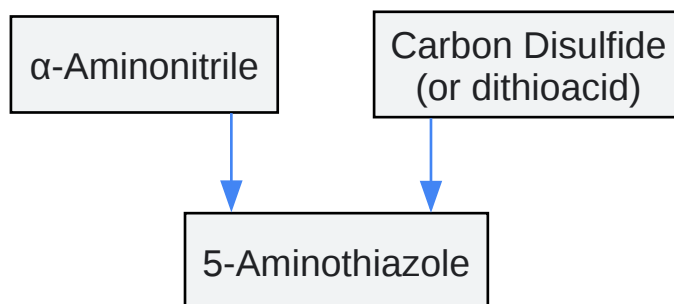 α-Aminonitrile
Carbon Disulfide
(or dithioacid)
5-Aminothiazole